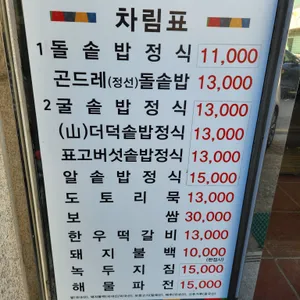 차림표
1 돌솥밥정식 11,000
곤드레(정선)돌솥밥 13,000
2 굴솥밥정식 13,000
(山)더덕솥밥정식 13,000
표고버섯솥밥정식 13,000
알솥밥정식 15,000
도토리묵 13,000
보쌈 30,000
한우떡갈비 13,000
돼지불백 10,000
녹두지짐 15,000
해물파전 15,000